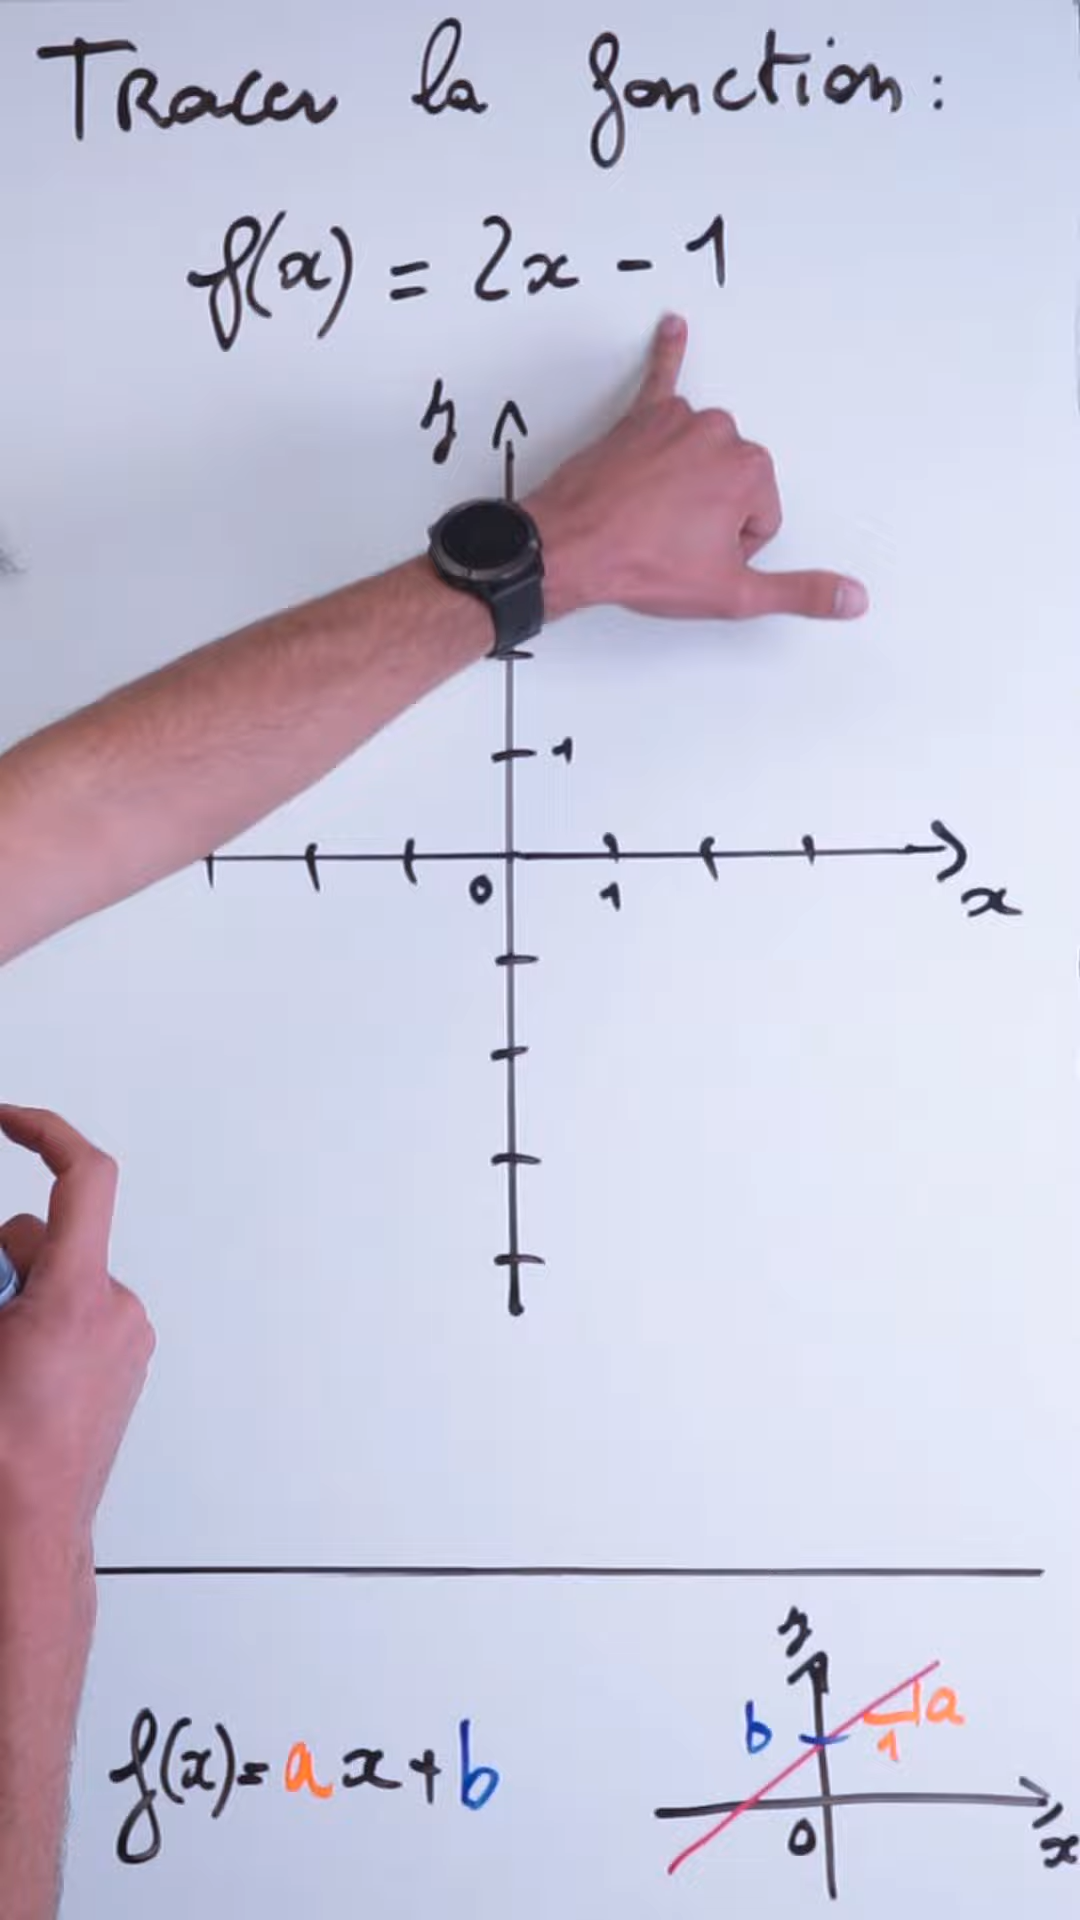 Tracer la fonction :
f(x) = 2x - 1
y
1
0 1
x
y
b a
1
f(x) = ax + b
0
x